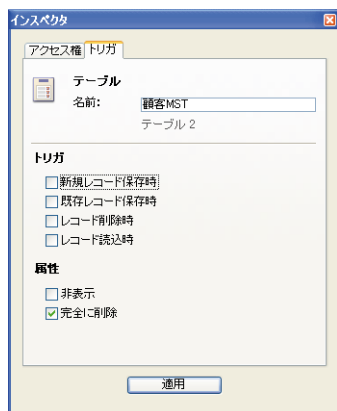 インスペクタ
アクセス権 トリガ
テーブル
名前: 顧客MST
テーブル 2
トリガ
新規レコード保存時
既存レコード保存時
レコード削除時
レコード読込時
属性
非表示
完全に削除
適用